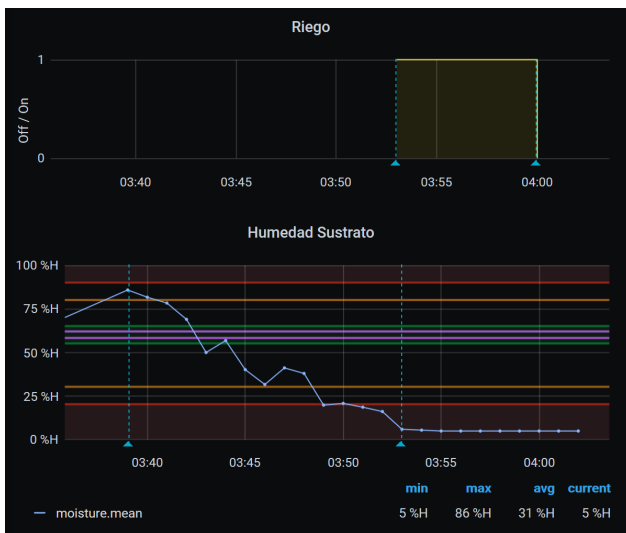 Riego
1
Off / On
0
03:40 03:45 03:50 03:55 04:00
Humedad Sustrato
100 %H
75 %H
50 %H
25 %H
0 %H
03:40 03:45 03:50 03:55 04:00
min max avg current
moisture.mean 5 %H 86 %H 31 %H 5 %H